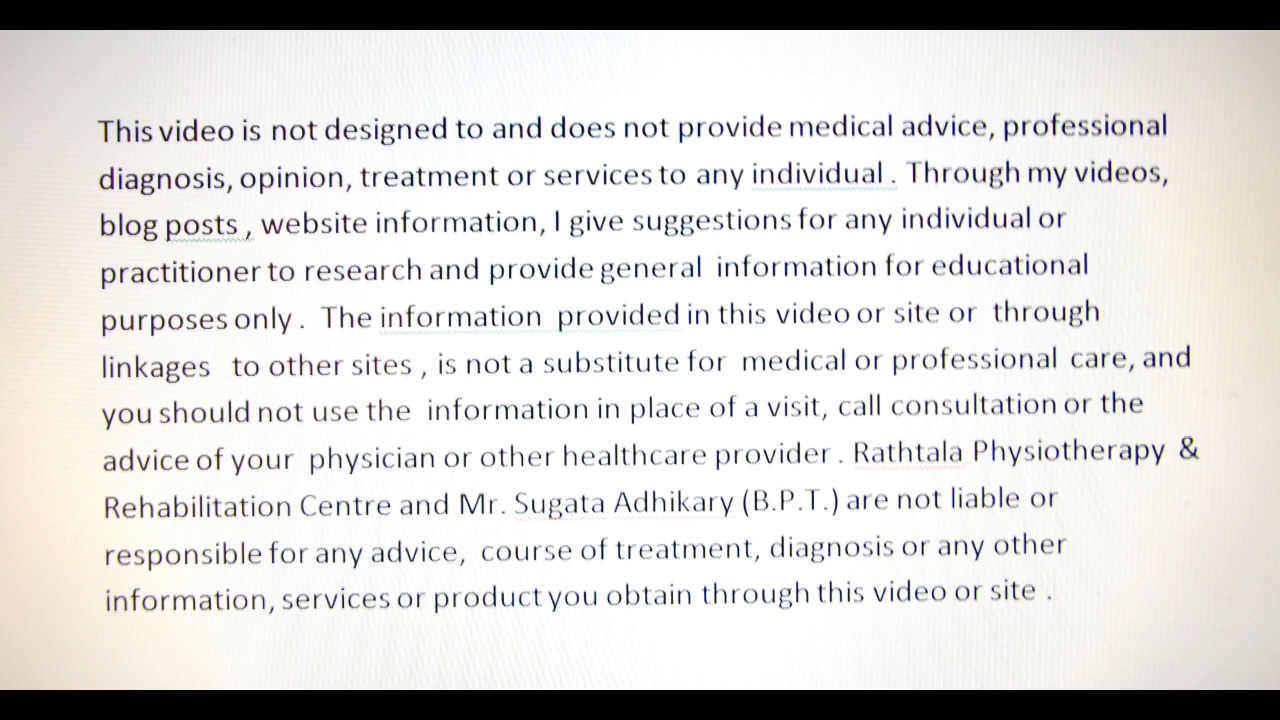 This video is not designed to and does not provide medical advice, professional
diagnosis, opinion, treatment or services to any individual . Through my videos,
blog posts , website information, I give suggestions for any individual or
practitioner to research and provide general information for educational
purposes only . The information provided in this video or site or through
linkages to other sites , is not a substitute for medical or professional care, and
you should not use the information in place of a visit, call consultation or the
advice of your physician or other healthcare provider . Rathtala Physiotherapy &
Rehabilitation Centre and Mr. Sugata Adhikary (B.P.T.) are not liable or
responsible for any advice, course of treatment, diagnosis or any other
information, services or product you obtain through this video or site .